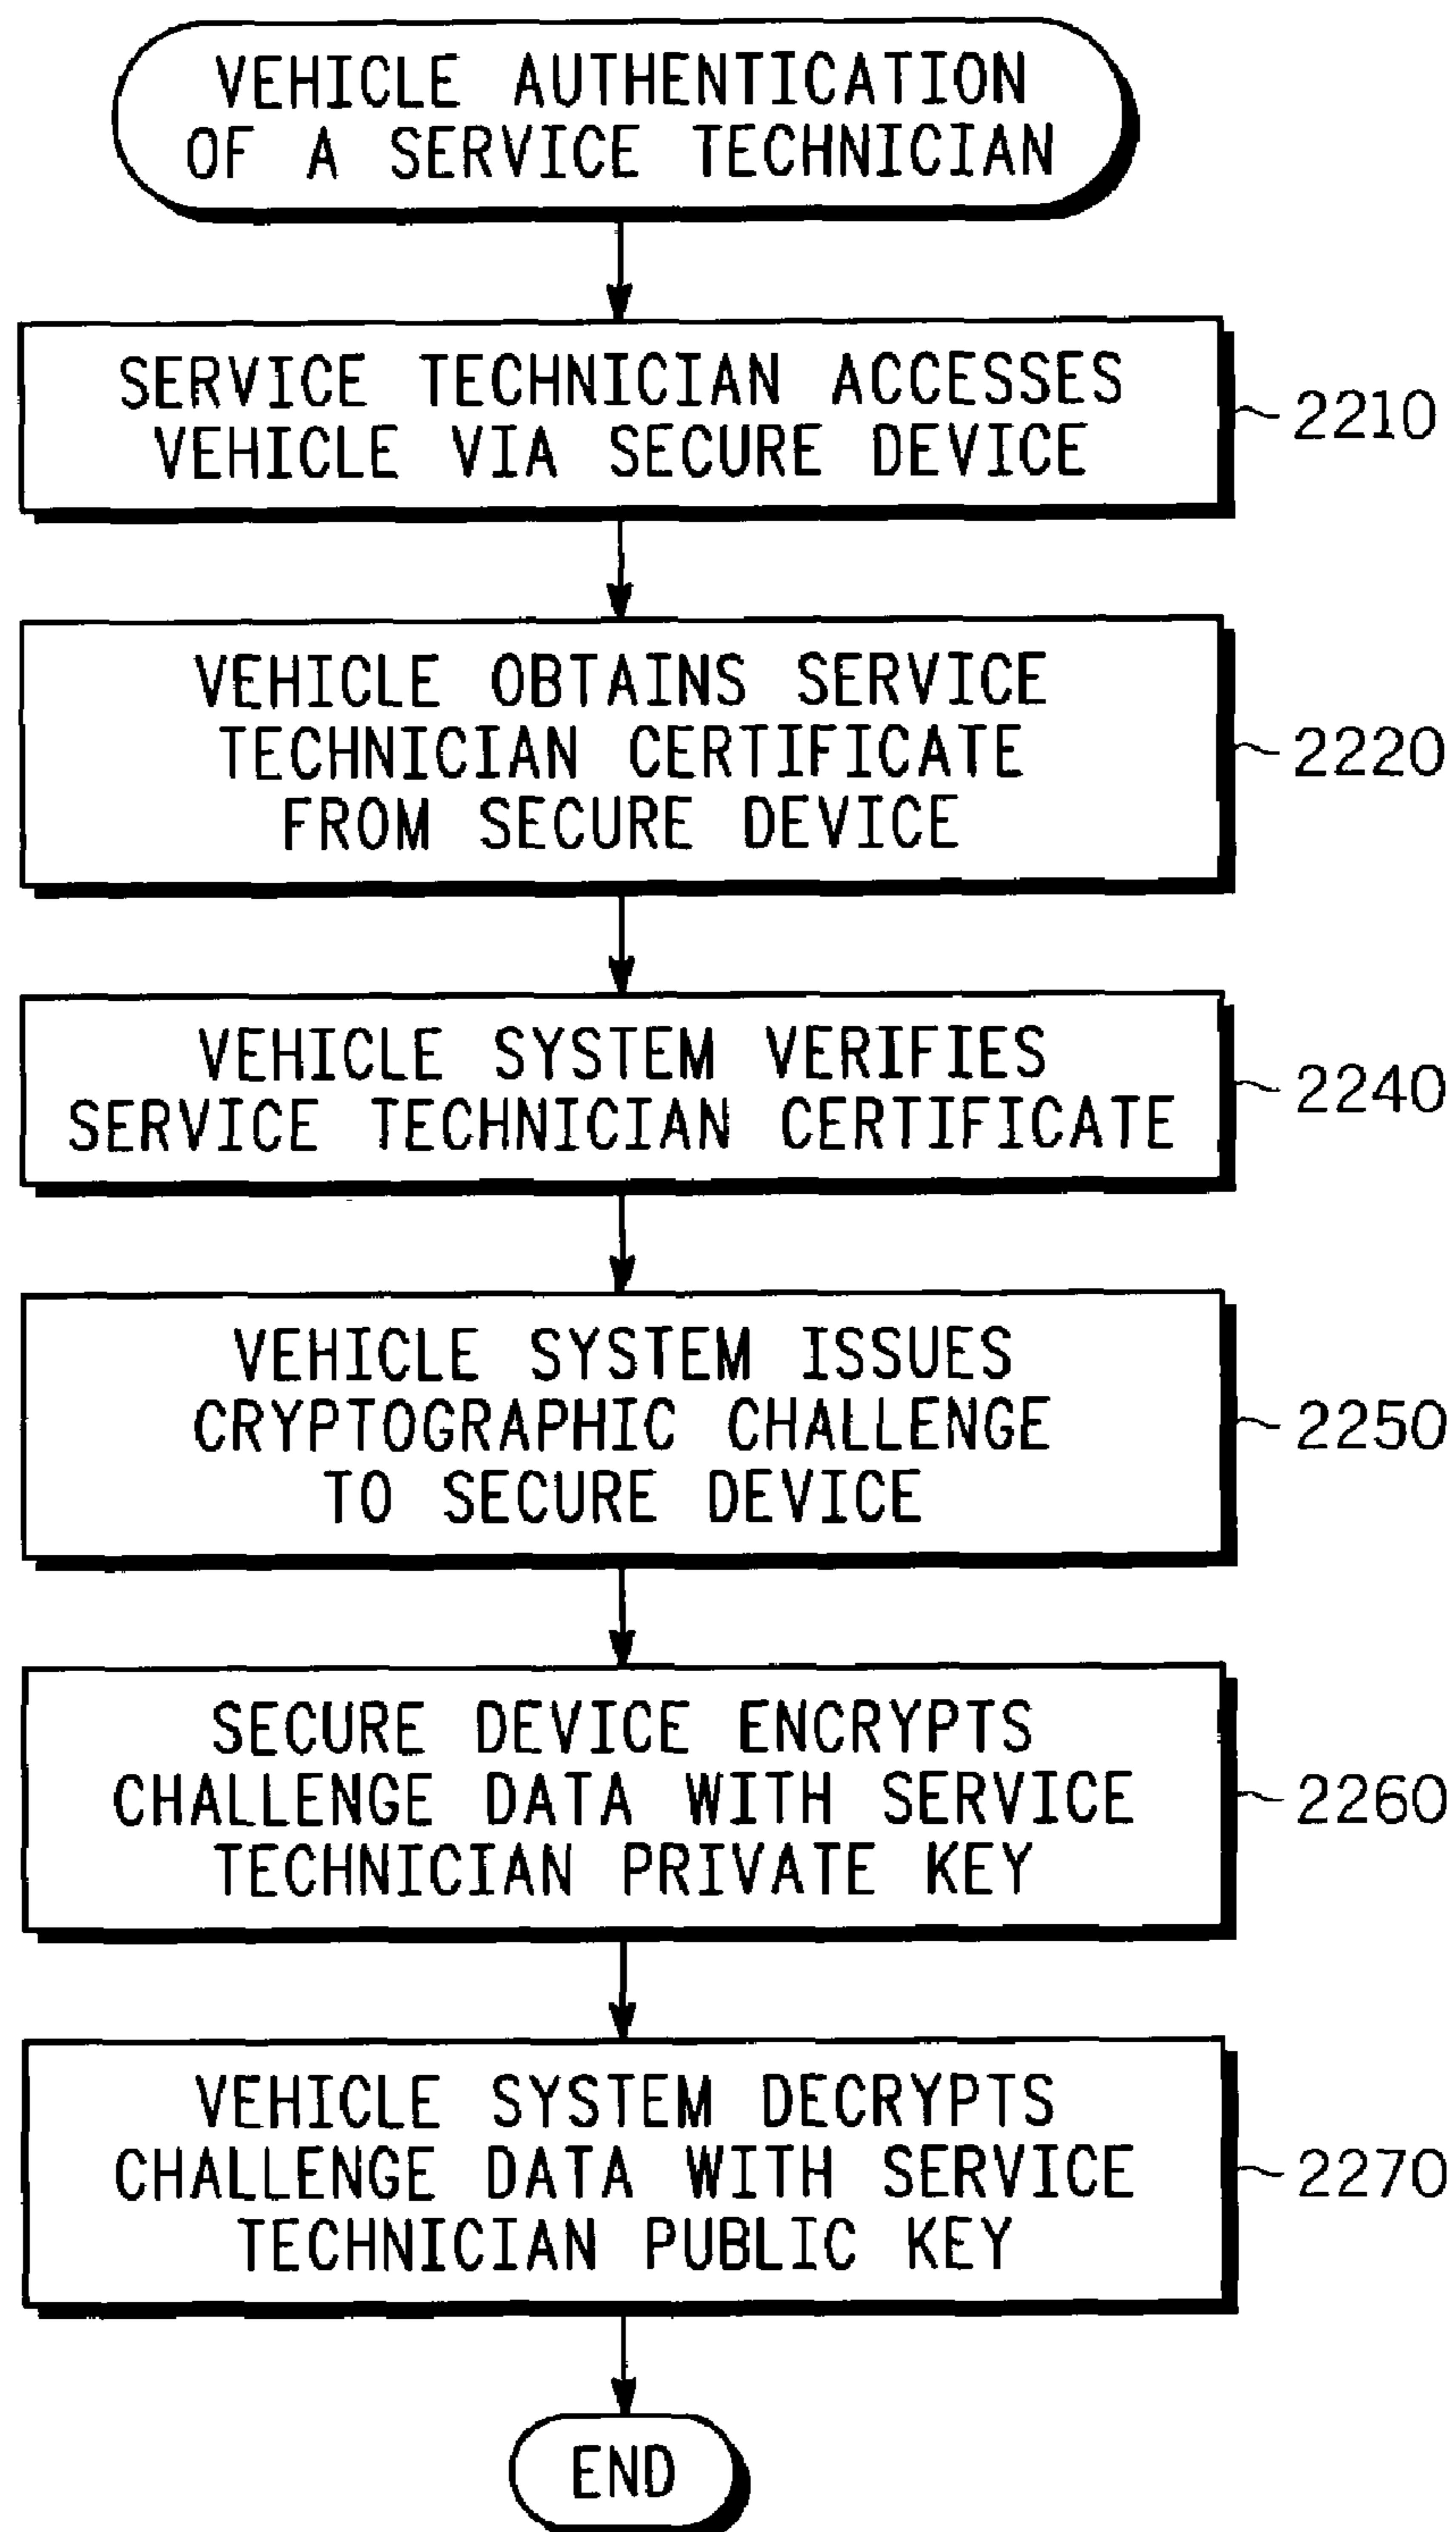 VEHICLE AUTHENTICATION
OF A SERVICE TECHNICIAN
SERVICE TECHNICIAN ACCESSES
VEHICLE VIA SECURE DEVICE
2210
VEHICLE OBTAINS SERVICE
TECHNICIAN CERTIFICATE
FROM SECURE DEVICE
2220
VEHICLE SYSTEM VERIFIES
SERVICE TECHNICIAN CERTIFICATE
2240
VEHICLE SYSTEM ISSUES
CRYPTOGRAPHIC CHALLENGE
TO SECURE DEVICE
2250
SECURE DEVICE ENCRYPTS
CHALLENGE DATA WITH SERVICE
TECHNICIAN PRIVATE KEY
2260
VEHICLE SYSTEM DECRYPTS
CHALLENGE DATA WITH SERVICE
TECHNICIAN PUBLIC KEY
2270
END